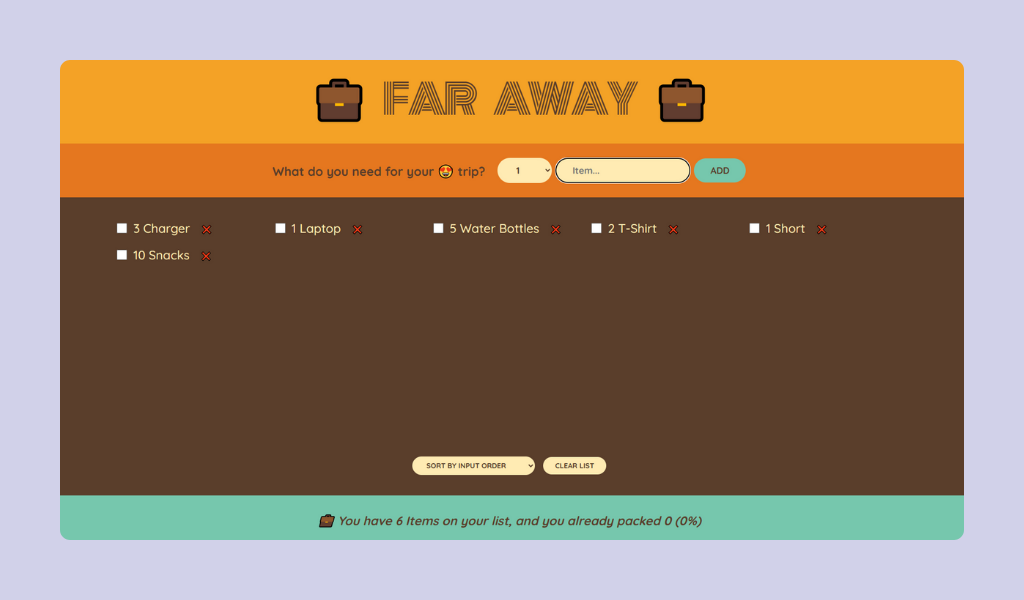 FAR AWAY
What do you need for your 😍 trip? 1 Item... ADD
3 Charger ❌ 1 Laptop ❌ 5 Water Bottles ❌ 2 T-Shirt ❌ 1 Short ❌
10 Snacks ❌
SORT BY INPUT ORDER CLEAR LIST
💼 You have 6 Items on your list, and you already packed 0 (0%)